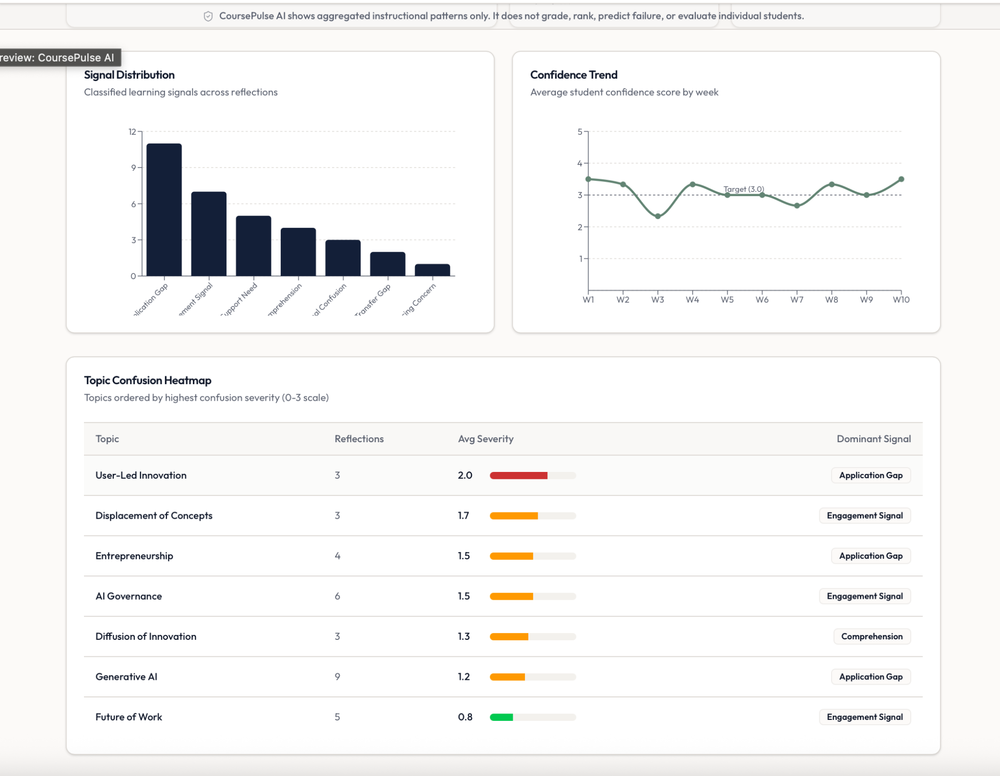 CoursePulse AI shows aggregated instructional patterns only. It does not grade, rank, predict failure, or evaluate individual students.
review: CoursePulse AI
Signal Distribution
Classified learning signals across reflections
12
9
6
3
0
plication Gap
ement Signal
Support Need
mprehension
al Confusion
Transfer Gap
cing Concern
Confidence Trend
Average student confidence score by week
5
4
3
2
1
Target (3.0)
W1 W2 W3 W4 W5 W6 W7 W8 W9 W10
Topic Confusion Heatmap
Topics ordered by highest confusion severity (0-3 scale)
Topic Reflections Avg Severity Dominant Signal
User-Led Innovation 3 2.0 Application Gap
Displacement of Concepts 3 1.7 Engagement Signal
Entrepreneurship 4 1.5 Application Gap
AI Governance 6 1.5 Engagement Signal
Diffusion of Innovation 3 1.3 Comprehension
Generative AI 9 1.2 Application Gap
Future of Work 5 0.8 Engagement Signal